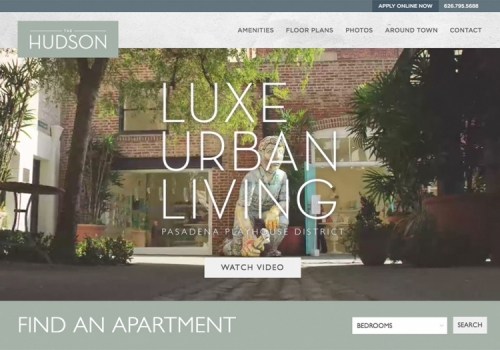 APPLY ONLINE NOW 626.795.5686
THE
HUDSON
AMENITIES FLOOR PLANS PHOTOS AROUND TOWN CONTACT
LUXE
URBAN
LIVING
PASADENA PLAYHOUSE DISTRICT
WATCH VIDEO
FIND AN APARTMENT
BEDROOMS
SEARCH